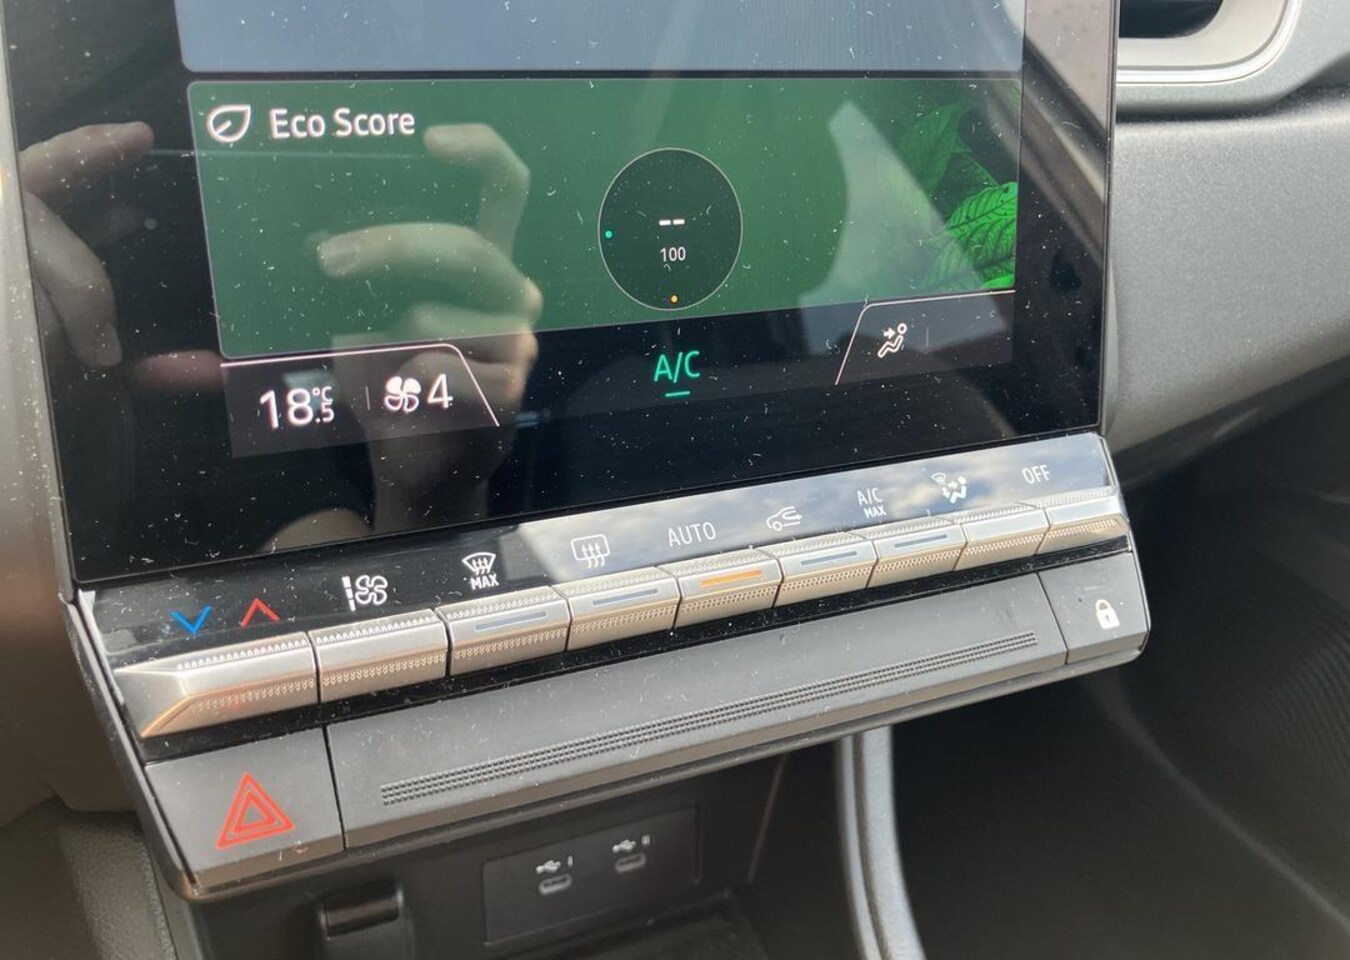 Eco Score
--
100
18°C.5
4
A/C
MAX
AUTO
A/C
MAX
OFF